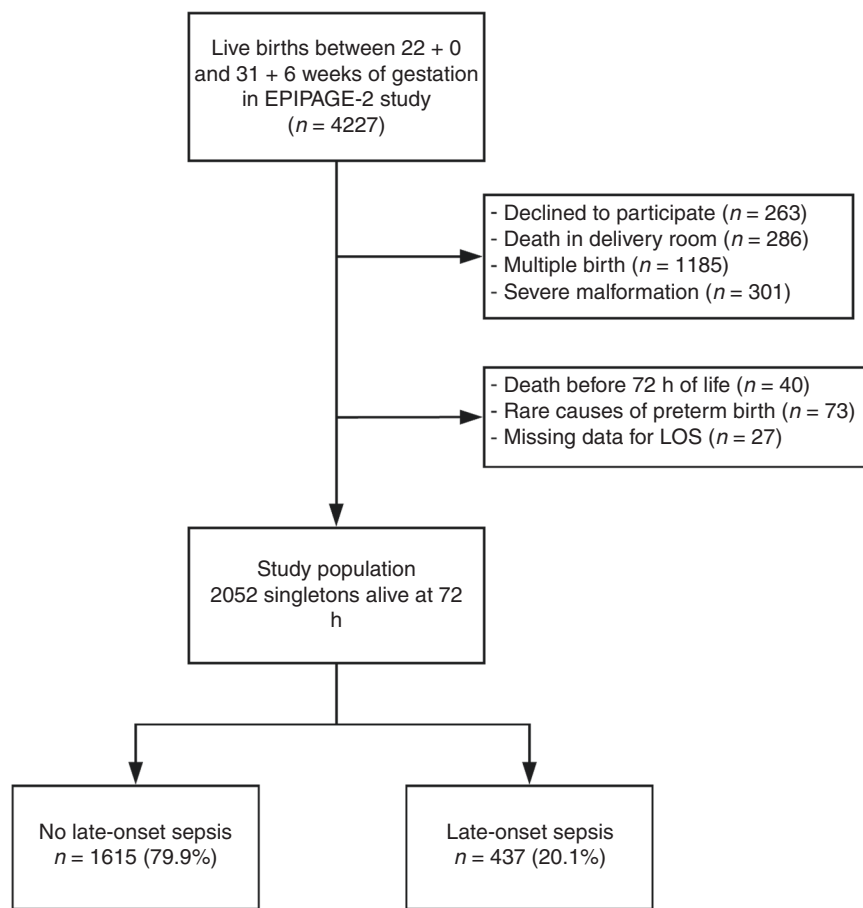 Live births between 22 + 0
and 31 + 6 weeks of gestation
in EPIPAGE-2 study
(n = 4227)
- Declined to participate (n = 263)
- Death in delivery room (n = 286)
- Multiple birth (n = 1185)
- Severe malformation (n = 301)
- Death before 72 h of life (n = 40)
- Rare causes of preterm birth (n = 73)
- Missing data for LOS (n = 27)
Study population
2052 singletons alive at 72
h
No late-onset sepsis
n = 1615 (79.9%)
Late-onset sepsis
n = 437 (20.1%)